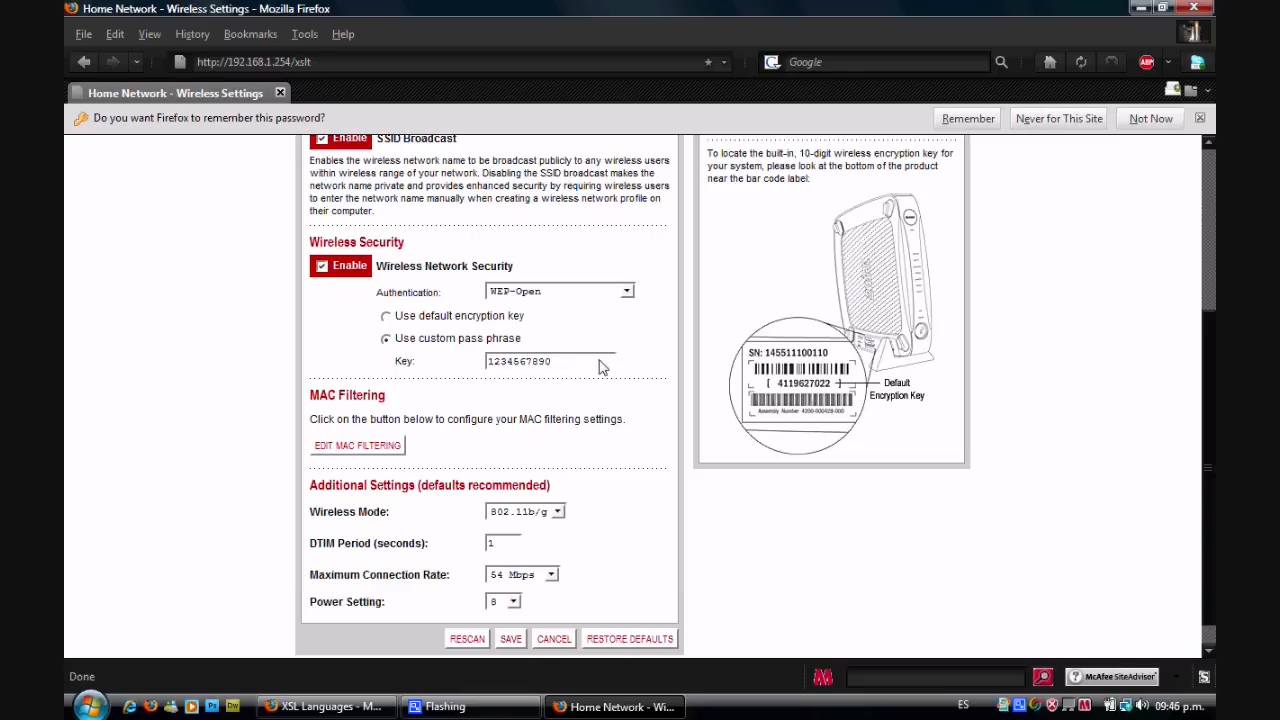 Home Network - Wireless Settings - Mozilla Firefox
File Edit View History Bookmarks Tools Help
http://192.168.1.254/xslt
Google
ABP
Home Network - Wireless Settings
Do you want Firefox to remember this password?
Remember Never for This Site Not Now
Enable SSID Broadcast
Enables the wireless network name to be broadcast publicly to any wireless users
within wireless range of your network. Disabling the SSID broadcast makes the
network name private and provides enhanced security by requiring wireless users
to enter the network name manually when creating a wireless network profile on
their computer.
Wireless Security
Enable Wireless Network Security
Authentication: WEP-Open
Use default encryption key
Use custom pass phrase
Key: 1234567890
MAC Filtering
Click on the button below to configure your MAC filtering settings.
EDIT MAC FILTERING
Additional Settings (defaults recommended)
Wireless Mode: 802.11b/g
DTIM Period (seconds): 1
Maximum Connection Rate: 54 Mbps
Power Setting: 8
RESCAN SAVE CANCEL RESTORE DEFAULTS
To locate the built-in, 10-digit wireless encryption key for
your system, please look at the bottom of the product
near the bar code label:
SN: 145511100110
[ 4119627022 ]
Assembly Number 4200-000428-000
Default
Encryption Key
Done
McAfee SiteAdvisor
XSL Languages - M...
Flashing
Home Network - Wi...
ES
09:46 p.m.